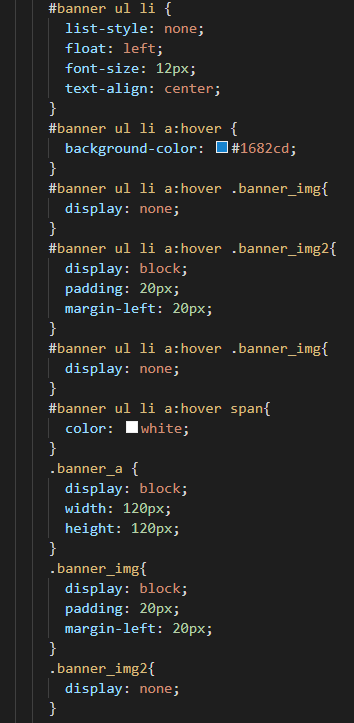 #banner ul li {
list-style: none;
float: left;
font-size: 12px;
text-align: center;
}
#banner ul li a:hover {
background-color: #1682cd;
}
#banner ul li a:hover .banner_img{
display: none;
}
#banner ul li a:hover .banner_img2{
display: block;
padding: 20px;
margin-left: 20px;
}
#banner ul li a:hover .banner_img{
display: none;
}
#banner ul li a:hover span{
color: white;
}
.banner_a {
display: block;
width: 120px;
height: 120px;
}
.banner_img{
display: block;
padding: 20px;
margin-left: 20px;
}
.banner_img2{
display: none;
}